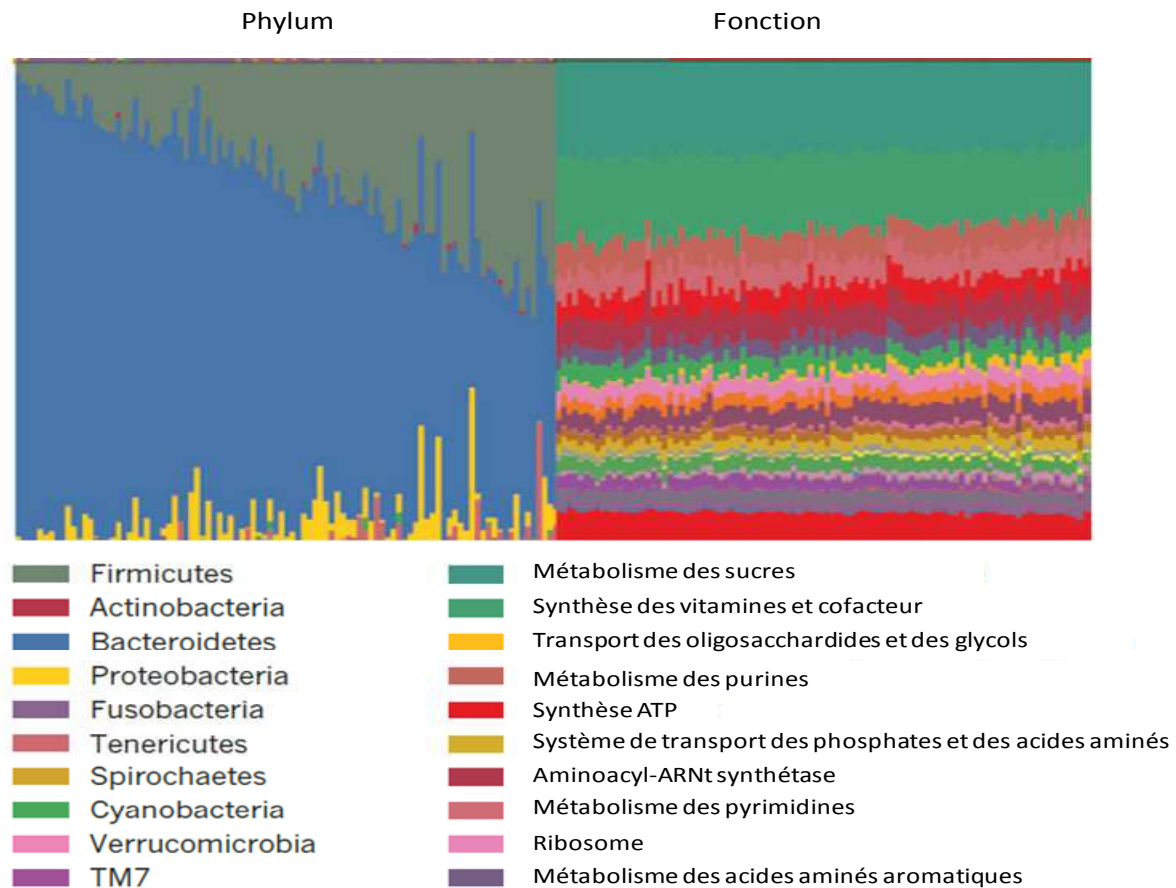 Phylum Fonction
Firmicutes Métabolisme des sucres
Actinobacteria Synthèse des vitamines et cofacteur
Bacteroidetes Transport des oligosacchardides et des glycols
Proteobacteria Métabolisme des purines
Fusobacteria Synthèse ATP
Tenericutes Système de transport des phosphates et des acides aminés
Spirochaetes Aminoacyl-ARNt synthétase
Cyanobacteria Métabolisme des pyrimidines
Verrucomicrobia Ribosome
TM7 Métabolisme des acides aminés aromatiques